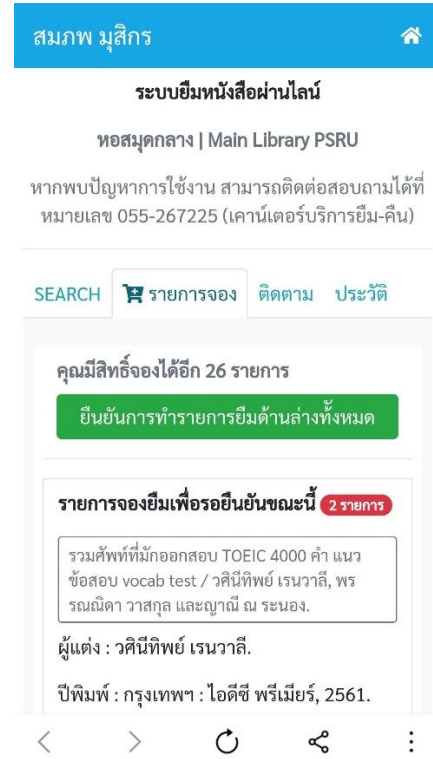 สมภพ มุสิกร
ระบบยืมหนังสือผ่านไลน์
หอสมุดกลาง | Main Library PSRU
หากพบปัญหาการใช้งาน สามารถติดต่อสอบถามได้ที่
หมายเลข 055-267225 (เคาน์เตอร์บริการยืม-คืน)
SEARCH รายการจอง ติดตาม ประวัติ
คุณมีสิทธิ์จองได้อีก 26 รายการ
ยืนยันการทำรายการยืมด้านล่างทั้งหมด
รายการจองยืมเพื่อรอยืนยันขณะนี้ 2 รายการ
รวมศัพท์ที่มักออกสอบ TOEIC 4000 คำ แนว
ข้อสอบ vocab test / วศินีทิพย์ เรนวาลี, พร
รณณิดา วาสกุล และญาณี ณ ระนอง.
ผู้แต่ง : วศินีทิพย์ เรนวาลี.
ปีพิมพ์ : กรุงเทพฯ : ไอดีซี พรีเมียร์, 2561.